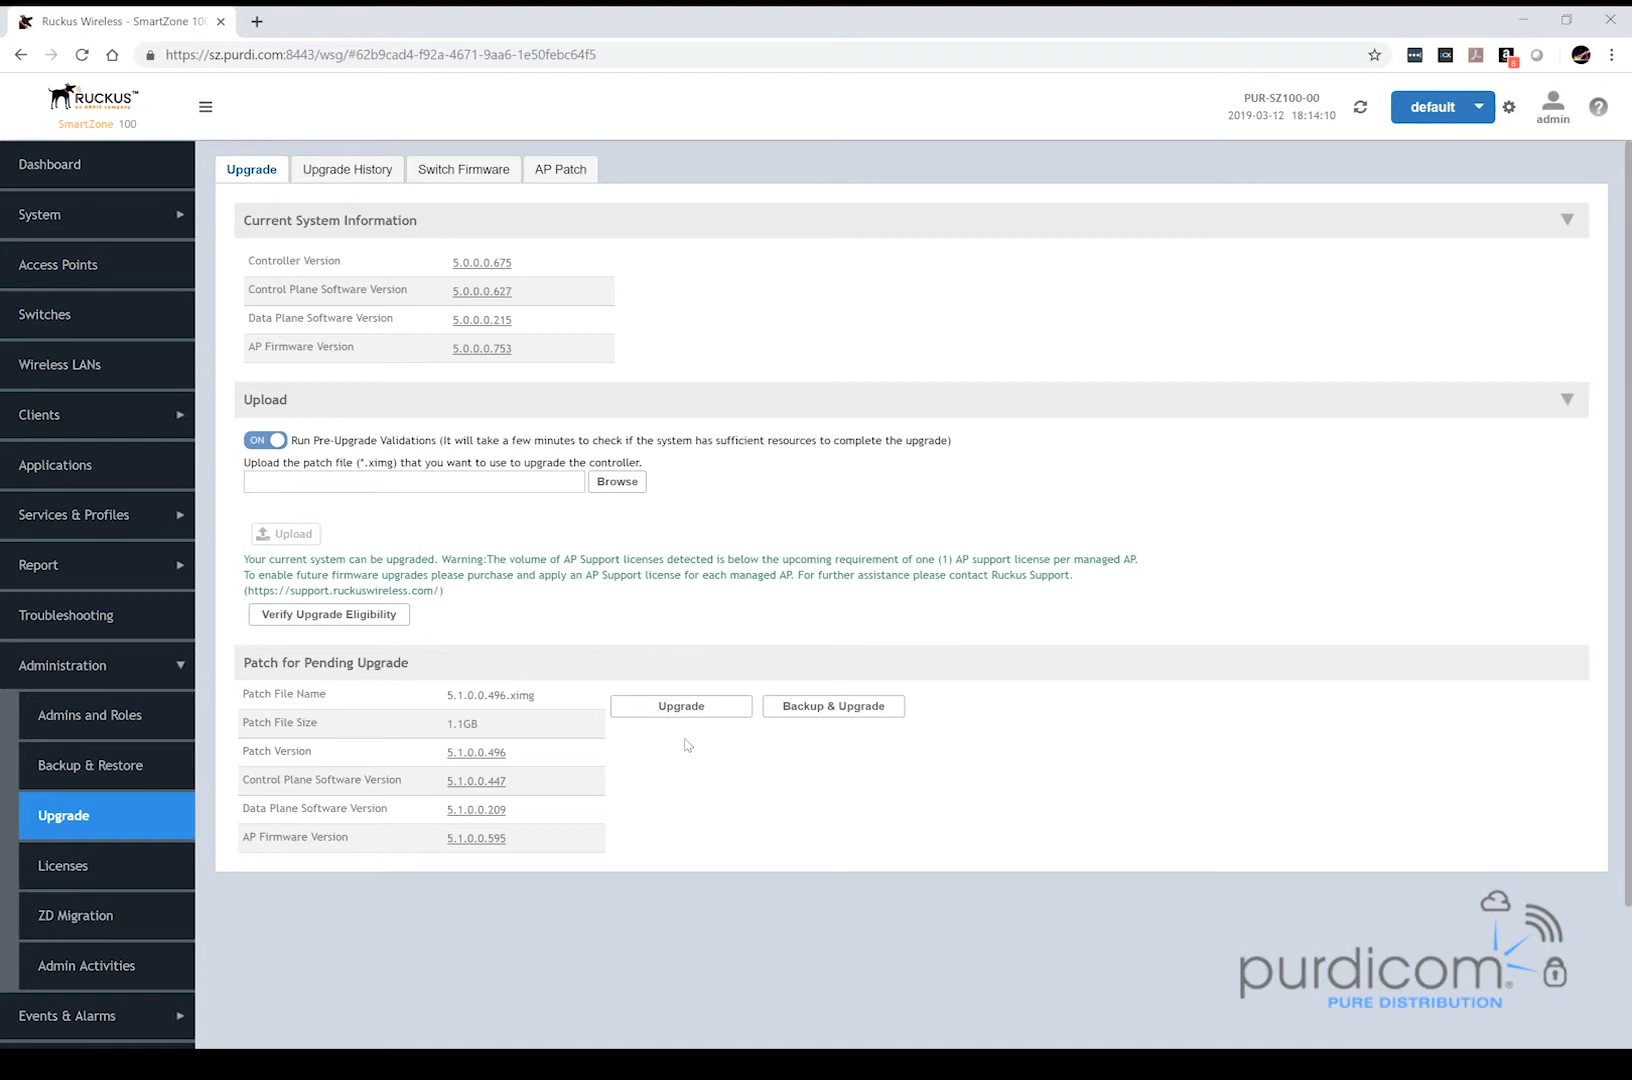 Ruckus Wireless - SmartZone 10
https://sz.purdi.com:8443/wsg/#62b9cad4-f92a-4671-9aa6-1e50febc64f5
8
RUCKUS
an ARRIS company
SmartZone 100
PUR-SZ100-00
2019-03-12 18:14:10
default
admin
Dashboard
System
Access Points
Switches
Wireless LANs
Clients
Applications
Services & Profiles
Report
Troubleshooting
Administration
Admins and Roles
Backup & Restore
Upgrade
Licenses
ZD Migration
Admin Activities
Events & Alarms
Upgrade Upgrade History Switch Firmware AP Patch
Current System Information
Controller Version 5.0.0.0.675
Control Plane Software Version 5.0.0.0.627
Data Plane Software Version 5.0.0.0.215
AP Firmware Version 5.0.0.0.753
Upload
ON Run Pre-Upgrade Validations (It will take a few minutes to check if the system has sufficient resources to complete the upgrade)
Upload the patch file (*.ximg) that you want to use to upgrade the controller.
Browse
Upload
Your current system can be upgraded. Warning:The volume of AP Support licenses detected is below the upcoming requirement of one (1) AP support license per managed AP.
To enable future firmware upgrades please purchase and apply an AP Support license for each managed AP. For further assistance please contact Ruckus Support.
(https://support.ruckuswireless.com/)
Verify Upgrade Eligibility
Patch for Pending Upgrade
Patch File Name 5.1.0.0.496.ximg
Upgrade Backup & Upgrade
Patch File Size 1.1GB
Patch Version 5.1.0.0.496
Control Plane Software Version 5.1.0.0.447
Data Plane Software Version 5.1.0.0.209
AP Firmware Version 5.1.0.0.595
purdicom
PURE DISTRIBUTION